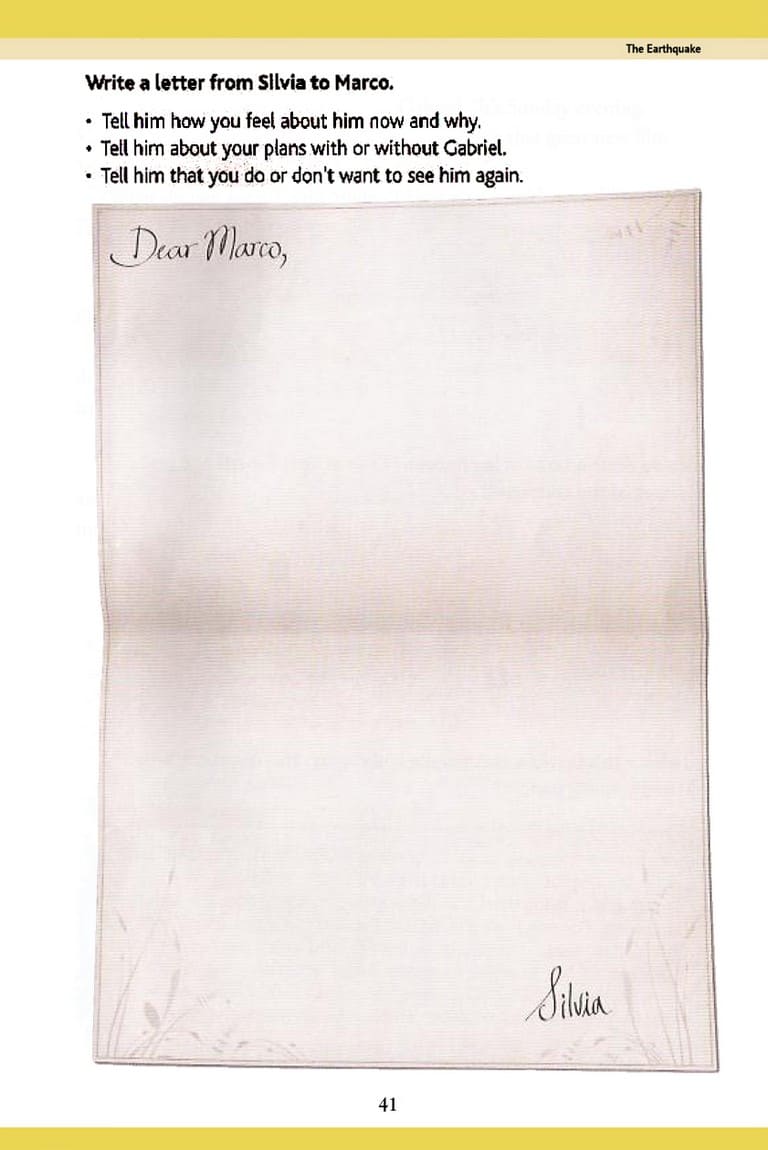 The Earthquake
Write a letter from Silvia to Marco.
• Tell him how you feel about him now and why.
• Tell him about your plans with or without Gabriel.
• Tell him that you do or don't want to see him again.
Dear Marco,
Silvia
41